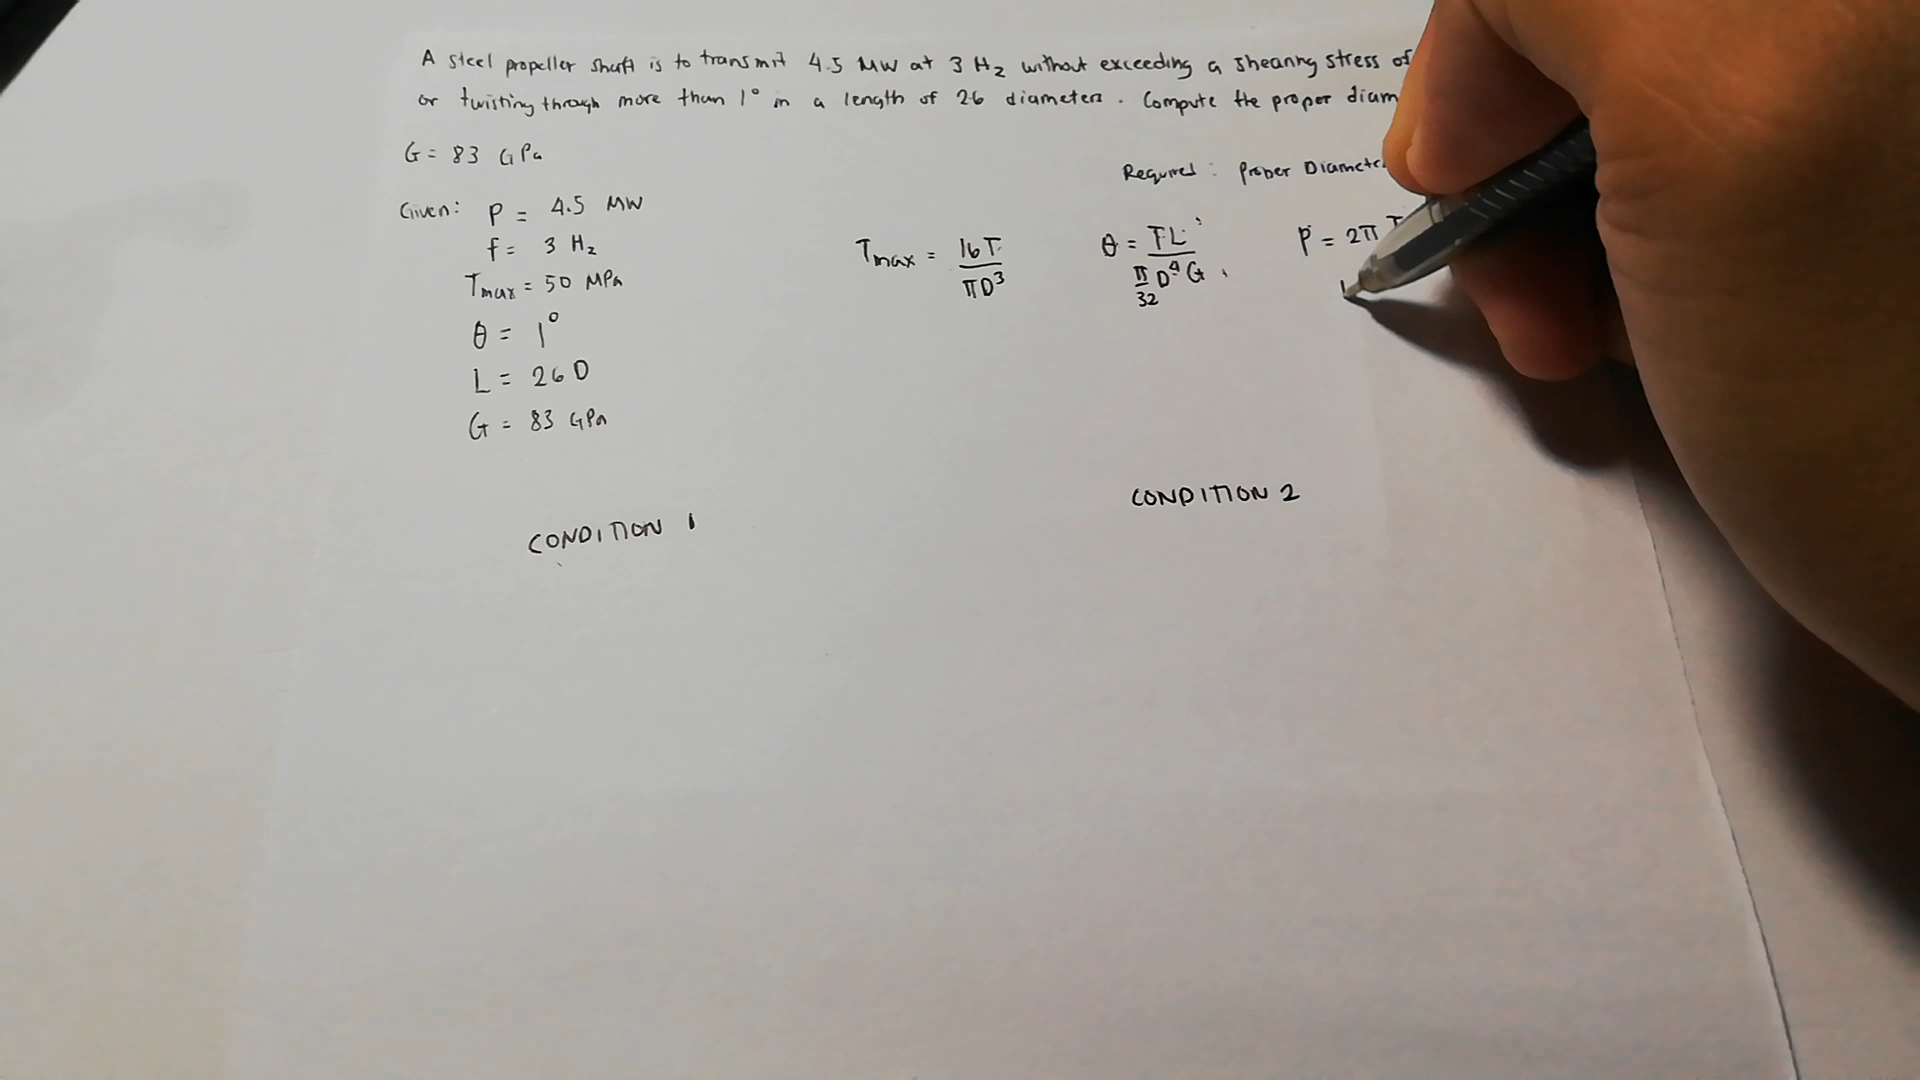 A steel propeller shaft is to transmit 4.5 MW at 3 Hz without exceeding a shearing stress of
or twisting through more than 1° in a length of 26 diameters. Compute the proper diam
G = 83 GPa
Required: Proper Diamete
Given: P = 4.5 MW
f = 3 Hz
Tmax = 50 MPa
θ = 1°
L = 26 D
G = 83 GPa
Tmax = 16T / πD³
θ = TL / π/32 D⁴ G
P = 2π T
CONDITION 1
CONDITION 2